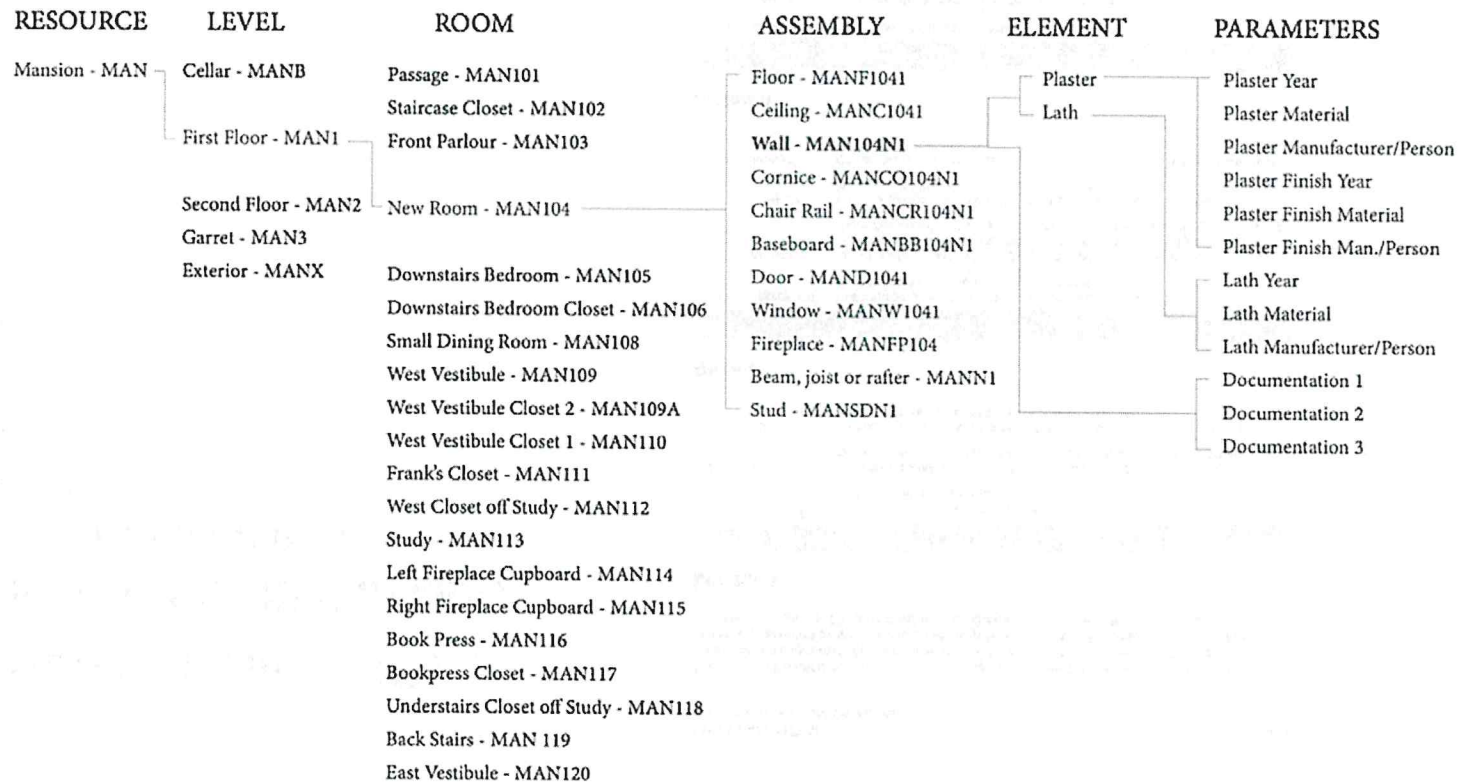 RESOURCE
Mansion - MAN
LEVEL
Cellar - MANB
First Floor - MAN1
Second Floor - MAN2
Garret - MAN3
Exterior - MANX
ROOM
Passage - MAN101
Staircase Closet - MAN102
Front Parlour - MAN103
New Room - MAN104
Downstairs Bedroom - MAN105
Downstairs Bedroom Closet - MAN106
Small Dining Room - MAN108
West Vestibule - MAN109
West Vestibule Closet 2 - MAN109A
West Vestibule Closet 1 - MAN110
Frank's Closet - MAN111
West Closet off Study - MAN112
Study - MAN113
Left Fireplace Cupboard - MAN114
Right Fireplace Cupboard - MAN115
Book Press - MAN116
Bookpress Closet - MAN117
Understairs Closet off Study - MAN118
Back Stairs - MAN 119
East Vestibule - MAN120
ASSEMBLY
Floor - MANF1041
Ceiling - MANC1041
Wall - MAN104N1
Cornice - MANCO104N1
Chair Rail - MANCR104N1
Baseboard - MANBB104N1
Door - MAND1041
Window - MANW1041
Fireplace - MANFP104
Beam, joist or rafter - MANN1
Stud - MANSDN1
ELEMENT
Plaster
Lath
PARAMETERS
Plaster Year
Plaster Material
Plaster Manufacturer/Person
Plaster Finish Year
Plaster Finish Material
Plaster Finish Man./Person
Lath Year
Lath Material
Lath Manufacturer/Person
Documentation 1
Documentation 2
Documentation 3